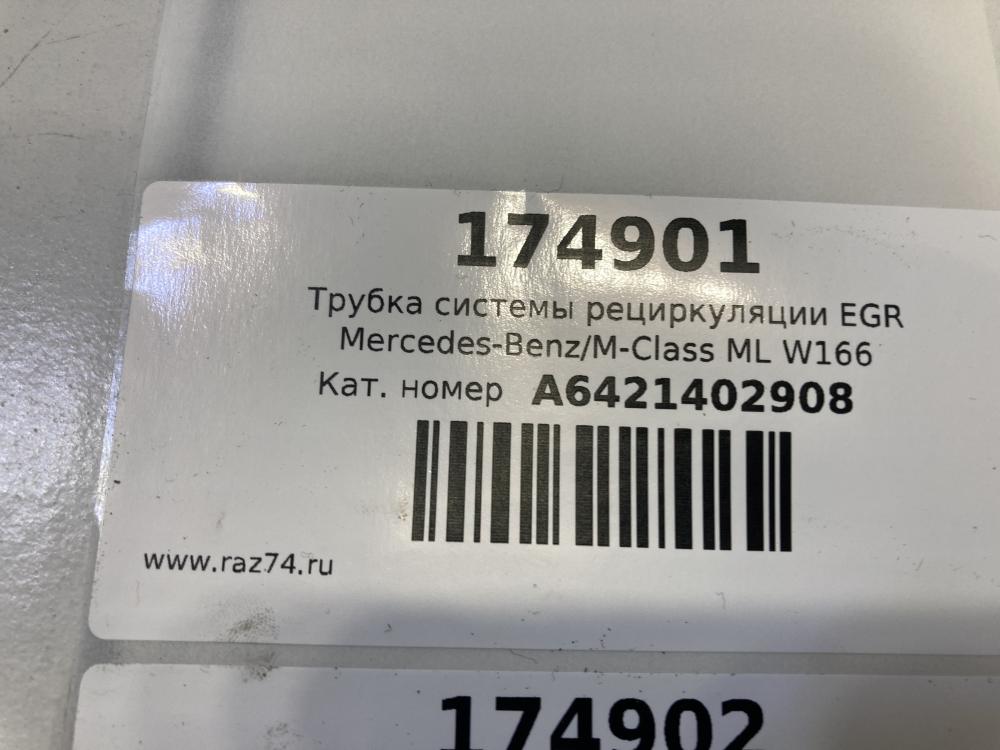 174901
Трубка системы рециркуляции EGR
Mercedes-Benz/M-Class ML W166
Кат. номер A6421402908
www.raz74.ru
174902